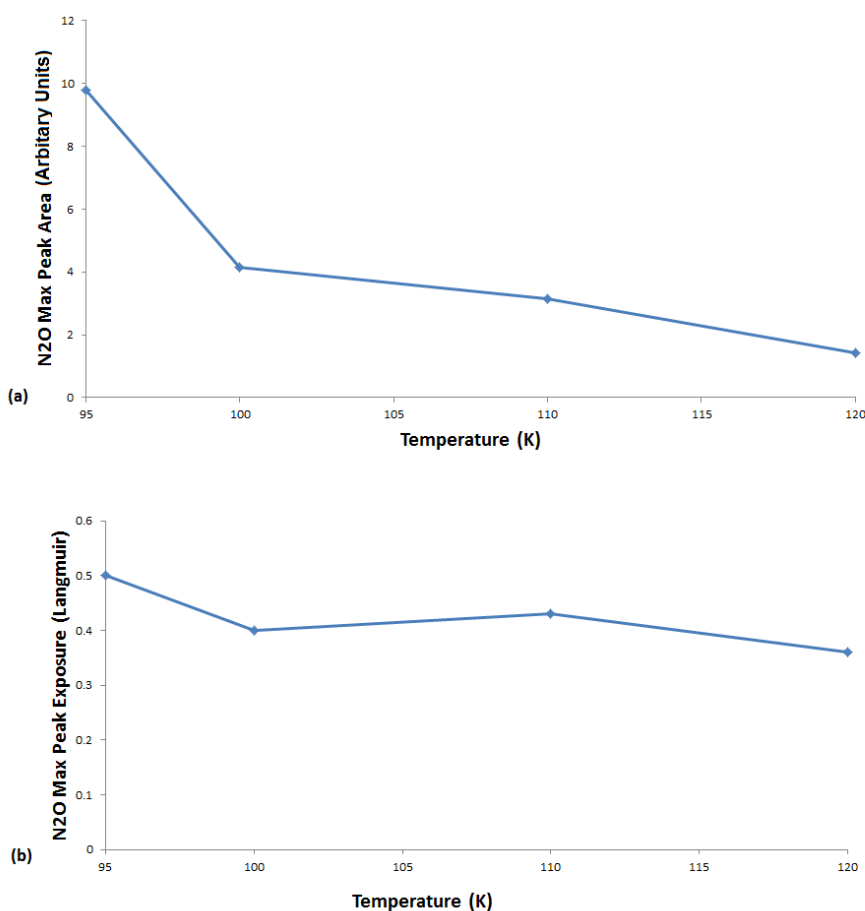 12
10
8
6
4
2
0
N2O Max Peak Area (Arbitary Units)
(a)
95 100 105 110 115 120
Temperature (K)
0.6
0.5
0.4
0.3
0.2
0.1
0
N2O Max Peak Exposure (Langmuir)
(b)
95 100 105 110 115 120
Temperature (K)